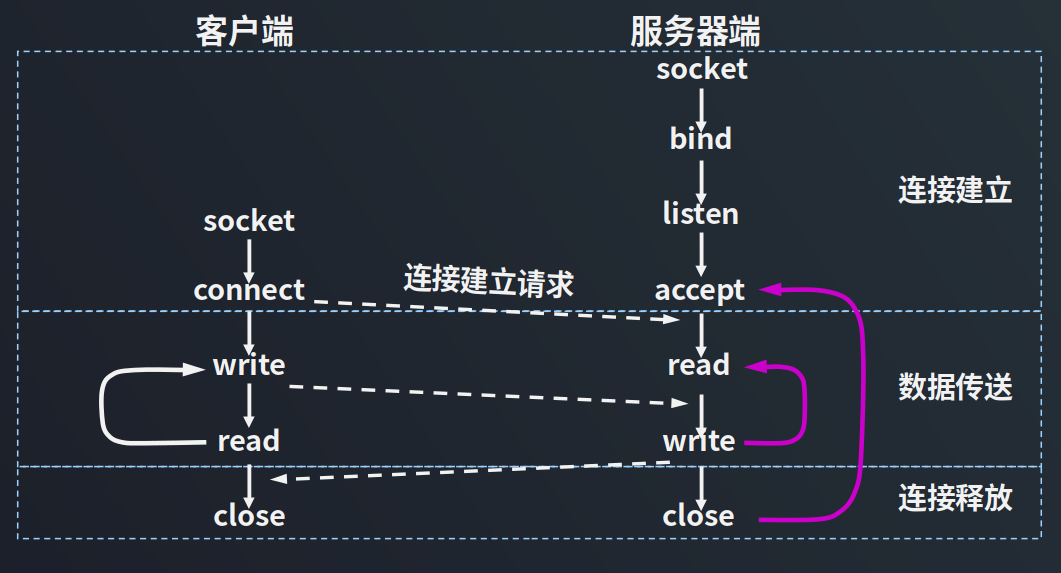 客户端
服务器端
socket
bind
连接建立
listen
socket
连接建立请求
connect
accept
write
read
数据传送
read
write
连接释放
close
close